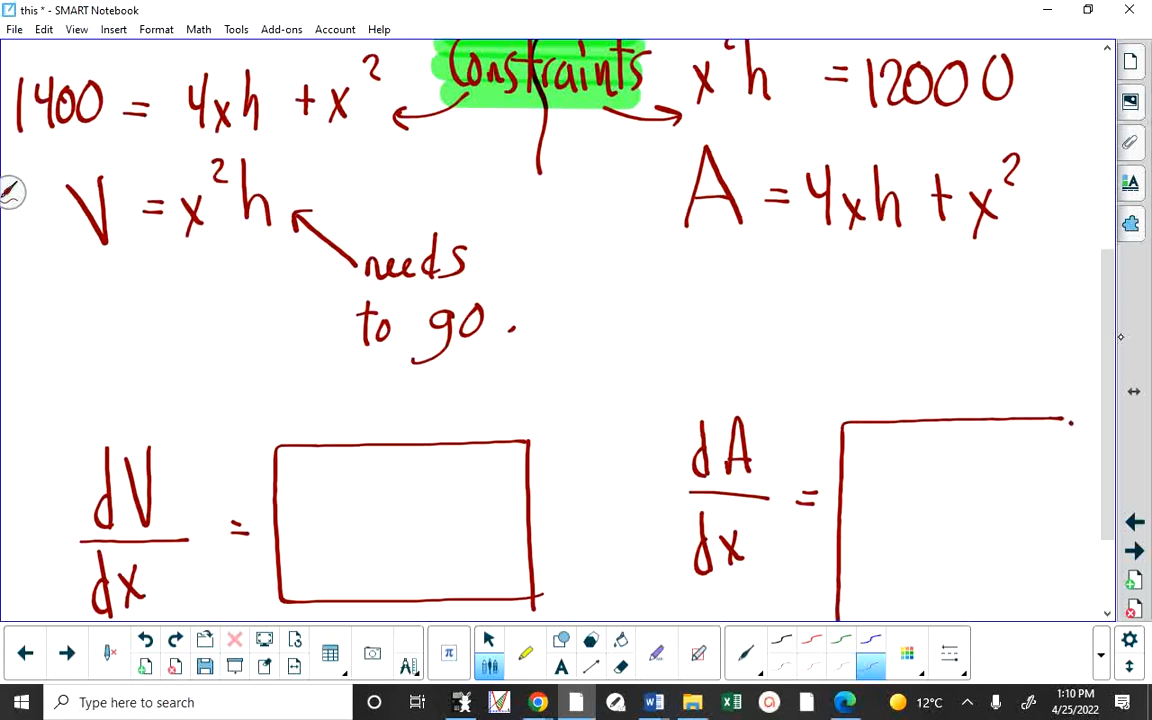 this * - SMART Notebook
File Edit View Insert Format Math Tools Add-ons Account Help
1400 = 4xh + x²
Constraints
x²h = 12000
V = x²h
A = 4xh + x²
needs
to go.
dV/dx =
dA/dx =
π
A
Type here to search
12°C
1:10 PM
4/25/2022